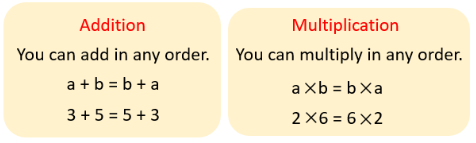 Addition
You can add in any order.
a + b = b + a
3 + 5 = 5 + 3
Multiplication
You can multiply in any order.
a ×b = b ×a
2 ×6 = 6 ×2